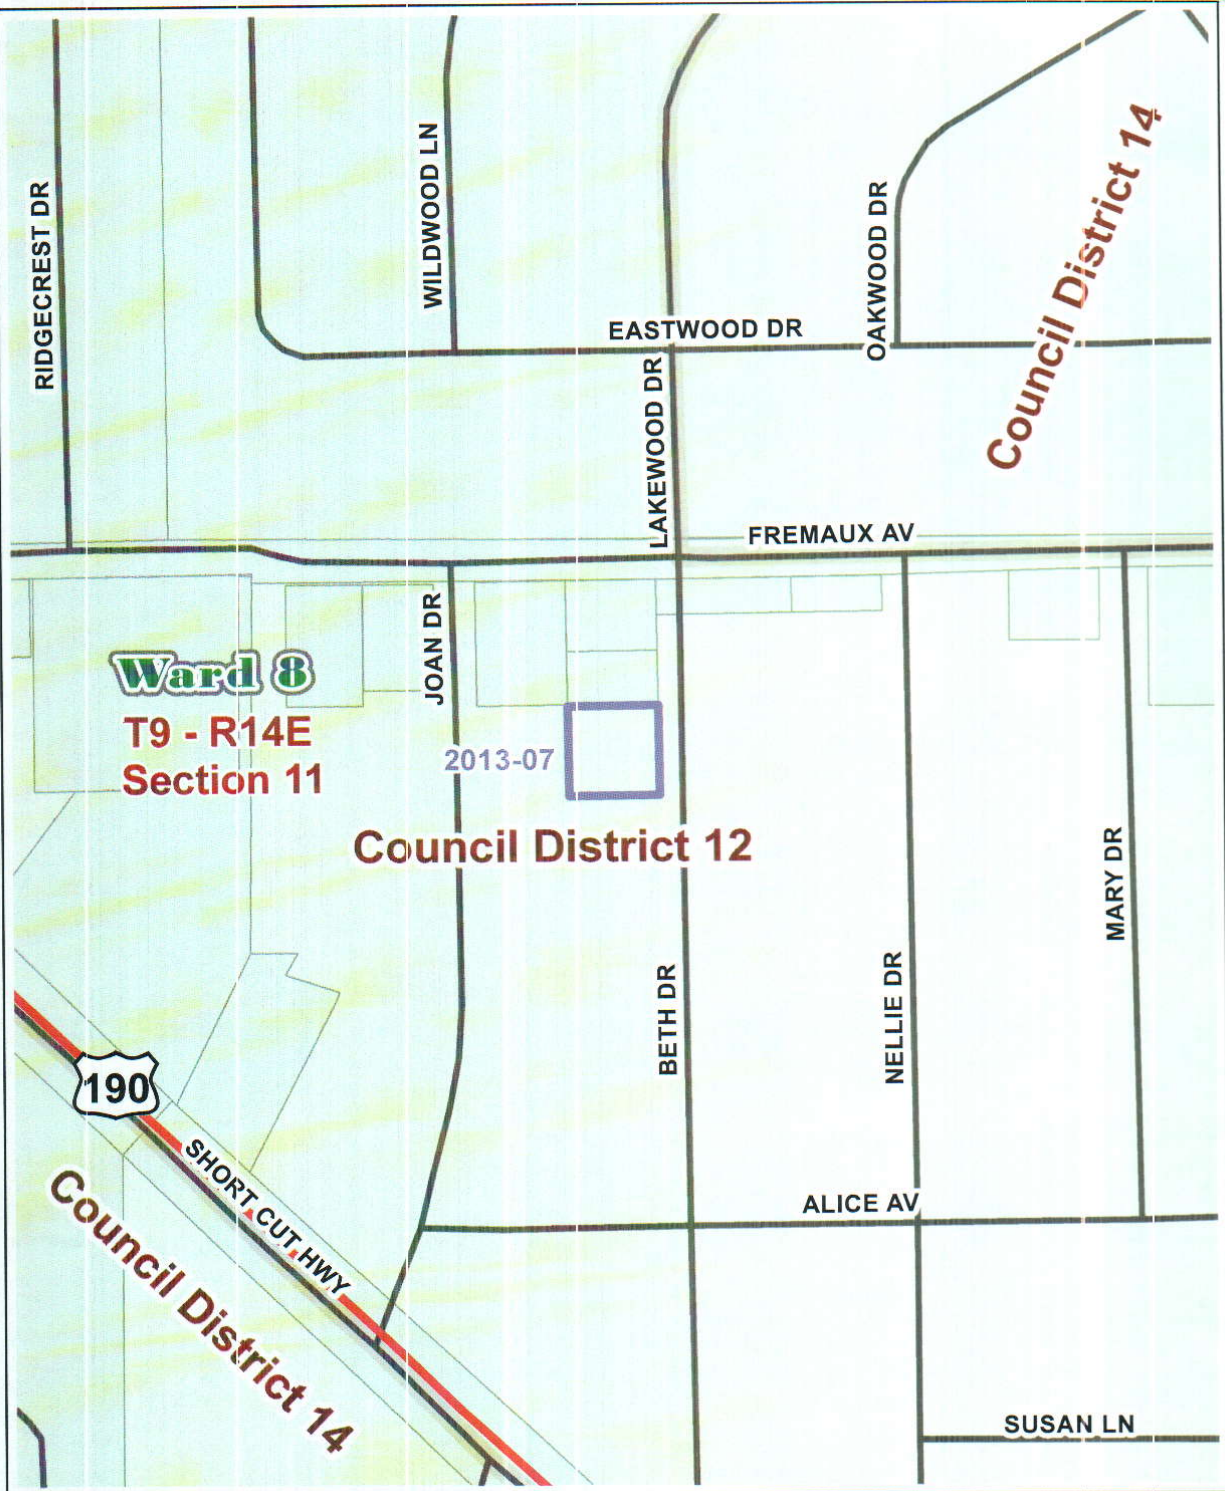 RIDGECREST DR
WILDWOOD LN
OAKWOOD DR
Council District 14
EASTWOOD DR
LAKEWOOD DR
FREMAUX AV
JOAN DR
Ward 8
T9 - R14E
Section 11
2013-07
Council District 12
MARY DR
BETH DR
NELLIE DR
190
SHORT CUT HWY
ALICE AV
Council District 14
SUSAN LN